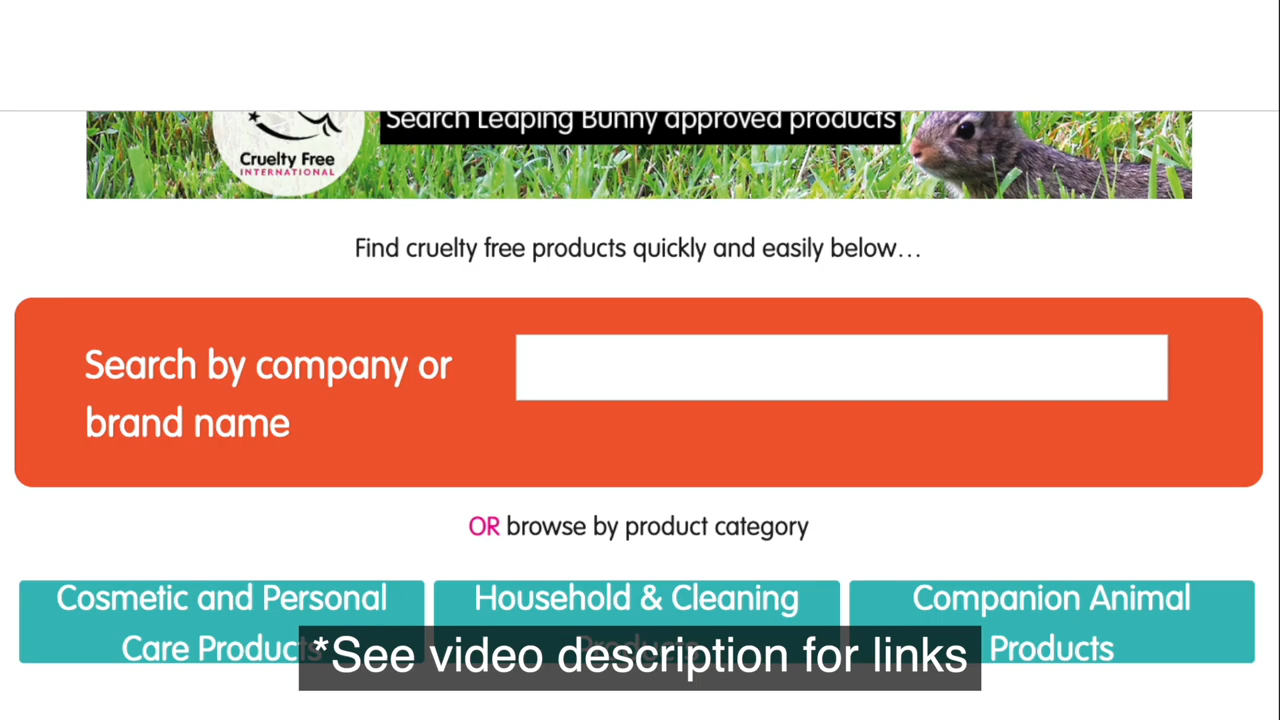 Search Leaping Bunny approved products
Cruelty Free
INTERNATIONAL
Find cruelty free products quickly and easily below...
Search by company or
brand name
OR browse by product category
Cosmetic and Personal
Care Products
Household & Cleaning
Products
Companion Animal
Products
*See video description for links